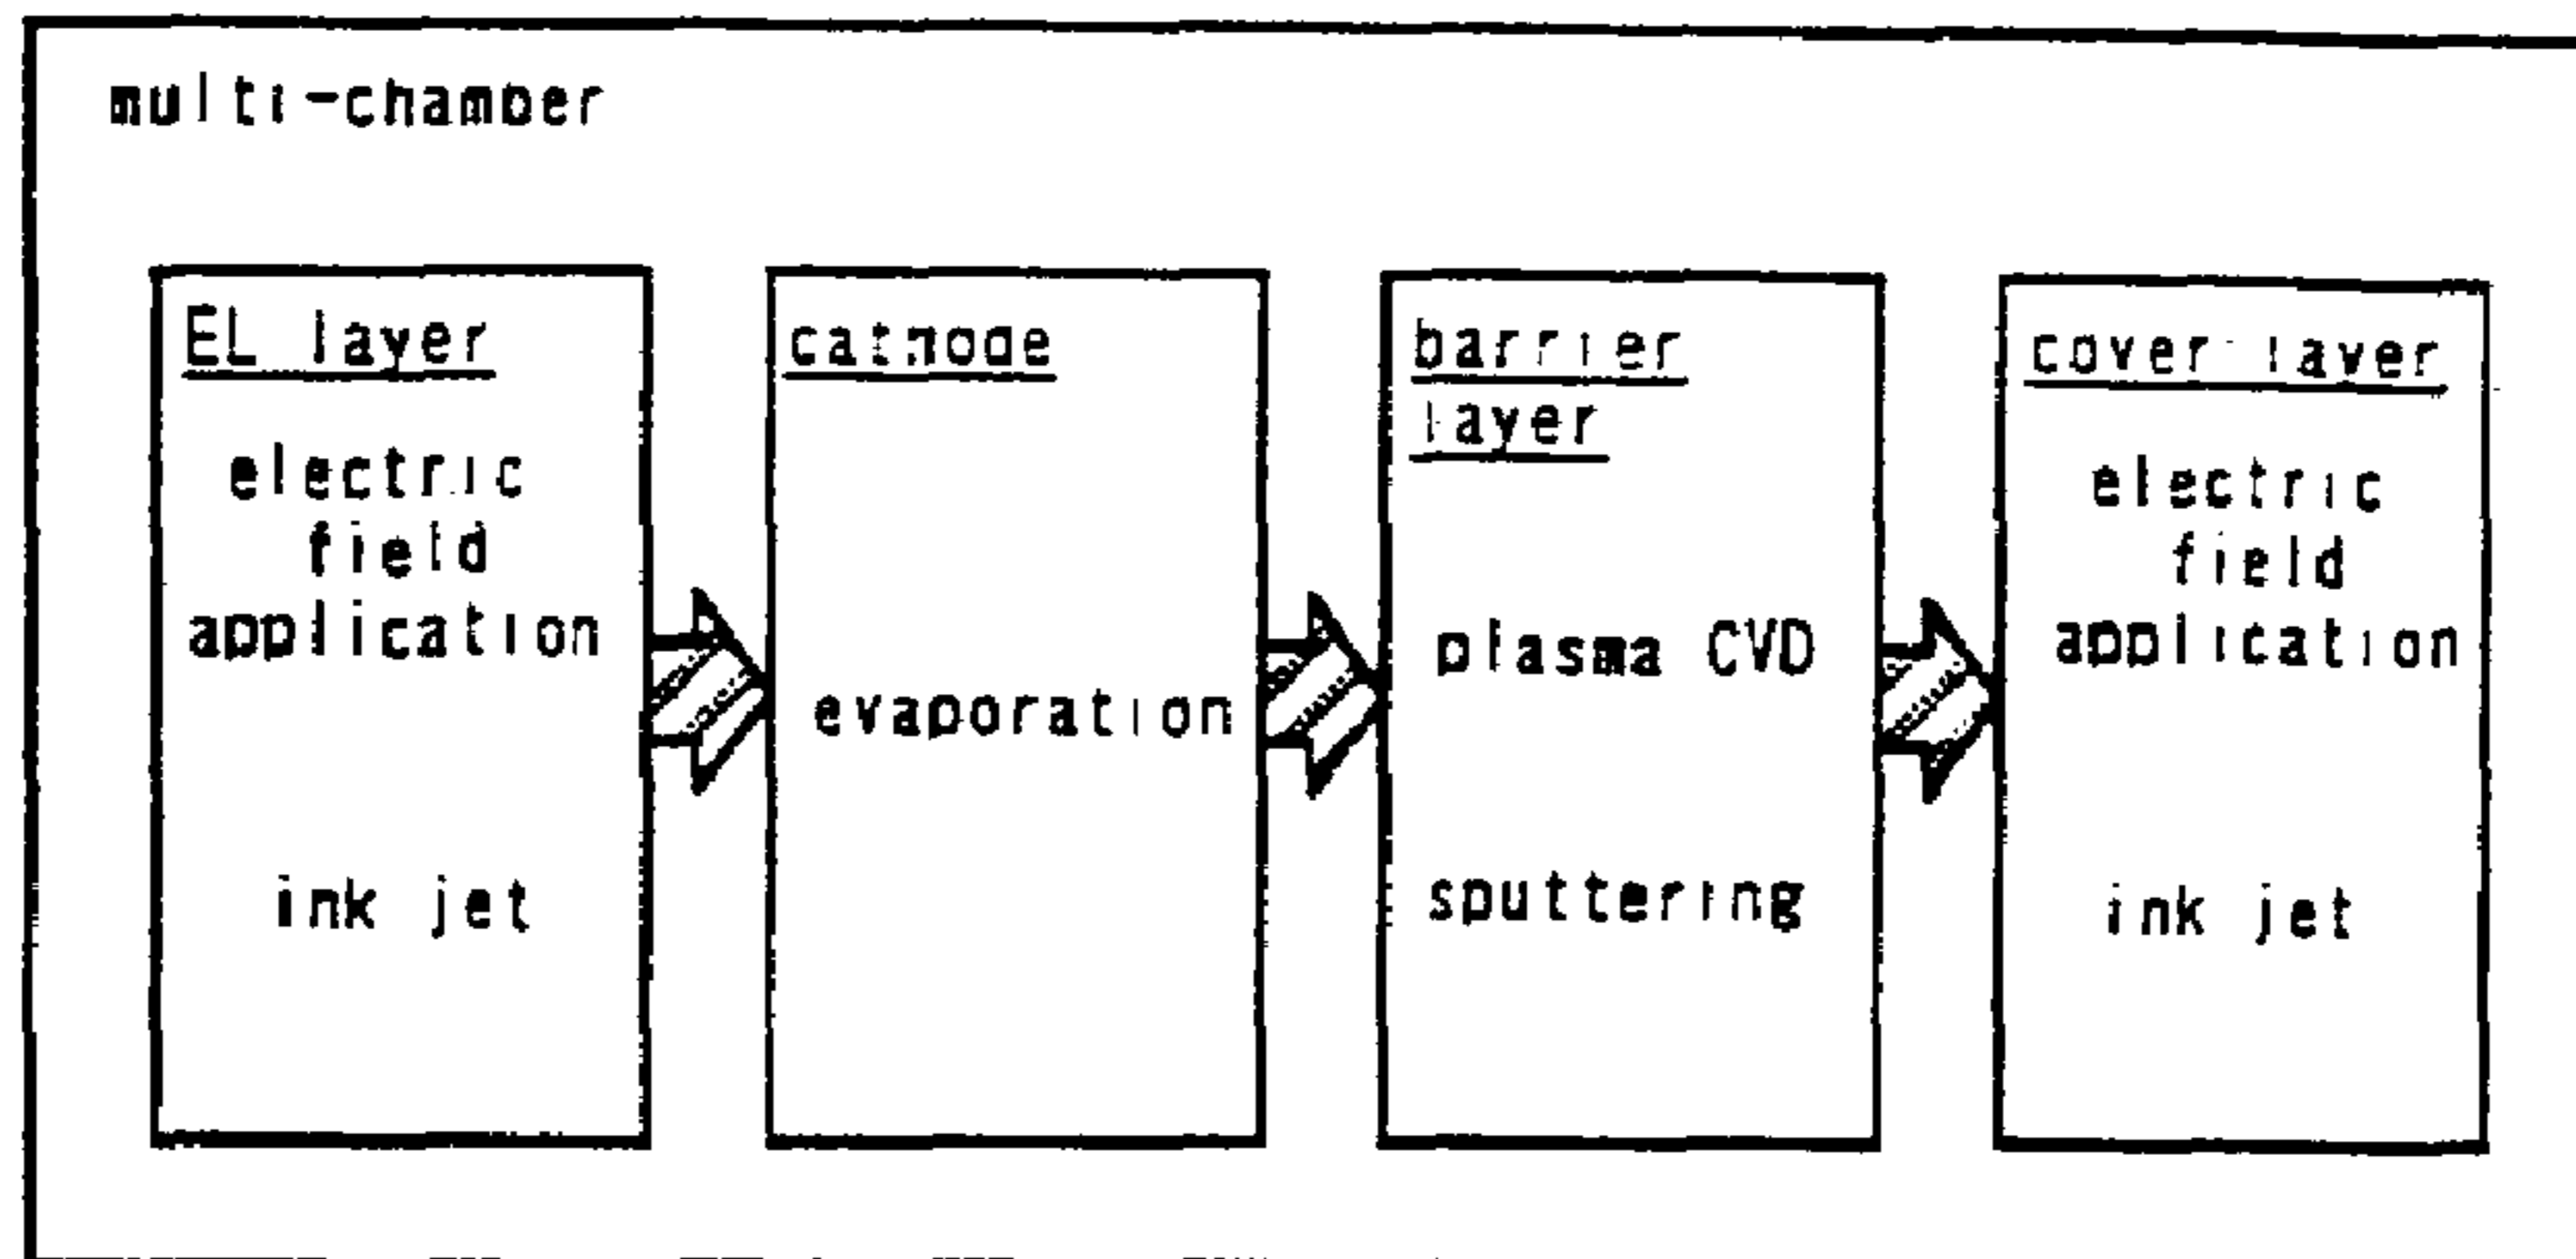 multi-chamber
EL layer
electric
field
application
ink jet
cathode
evaporation
barrier
layer
plasma CVD
sputtering
cover layer
electric
field
application
ink jet